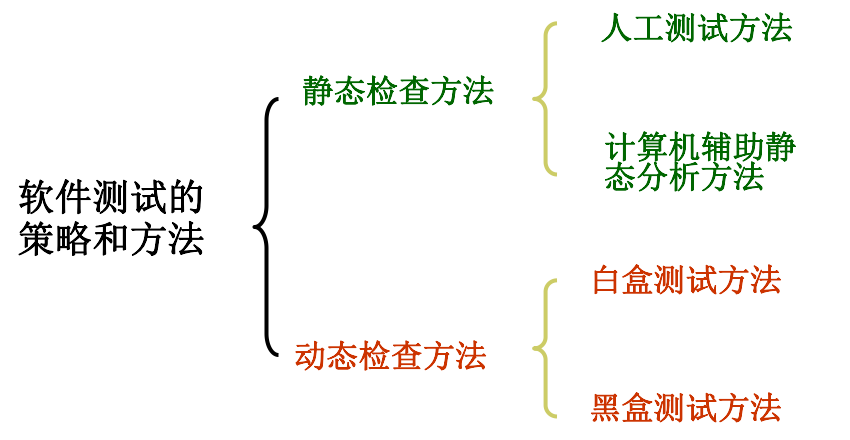 软件测试的
策略和方法
静态检查方法
人工测试方法
计算机辅助静
态分析方法
动态检查方法
白盒测试方法
黑盒测试方法